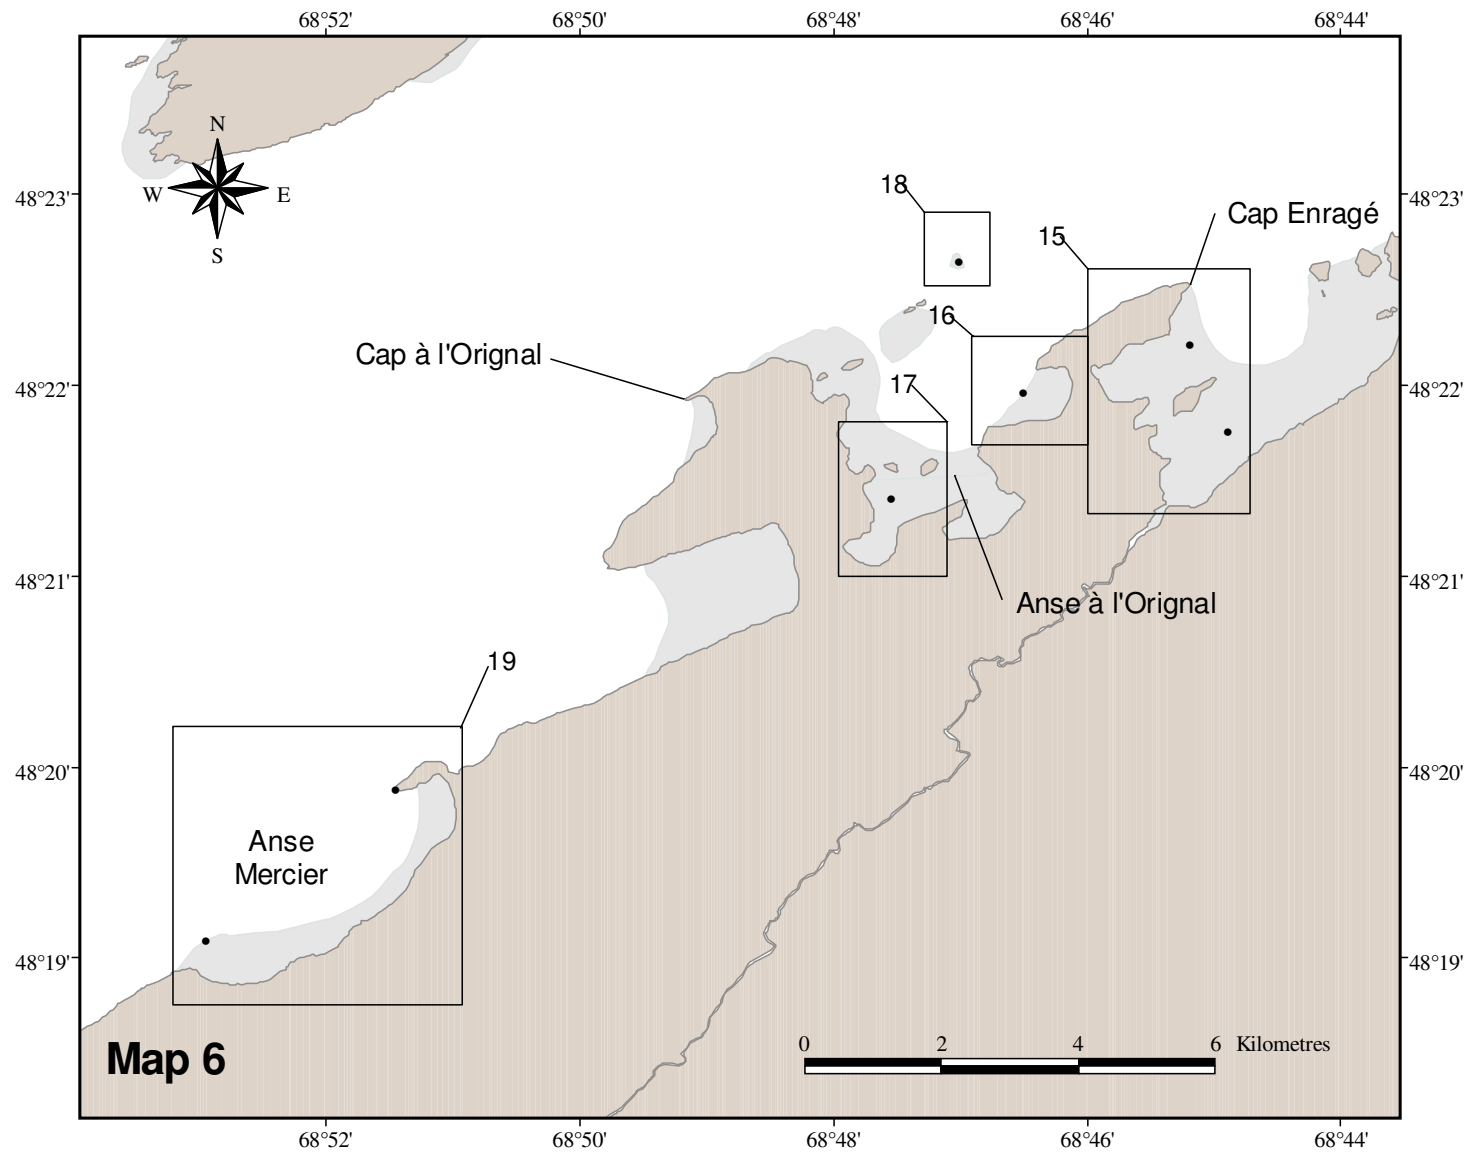 68°52' 68°50' 68°48' 68°46' 68°44'
N
W E
S
18
48°23' 48°23'
Cap Enragé
15
16
Cap à l'Orignal
17
48°22' 48°22'
48°21' 48°21'
Anse à l'Orignal
19
48°20' 48°20'
Anse
Mercier
48°19' 48°19'
Map 6
0 2 4 6 Kilometres
68°52' 68°50' 68°48' 68°46' 68°44'